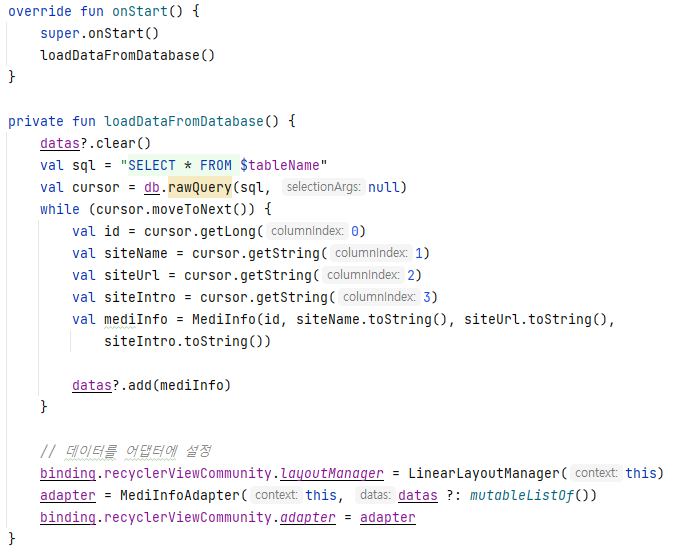 override fun onStart() {
    super.onStart()
    loadDataFromDatabase()
}

private fun loadDataFromDatabase() {
    datas?.clear()
    val sql = "SELECT * FROM $tableName"
    val cursor = db.rawQuery(sql, selectionArgs: null)
    while (cursor.moveToNext()) {
        val id = cursor.getLong( columnIndex: 0)
        val siteName = cursor.getString( columnIndex: 1)
        val siteUrl = cursor.getString( columnIndex: 2)
        val siteIntro = cursor.getString( columnIndex: 3)
        val mediInfo = MediInfo(id, siteName.toString(), siteUrl.toString(),
            siteIntro.toString())

        datas?.add(mediInfo)
    }

    // 데이터를 어댑터에 설정
    binding.recyclerViewCommunity.layoutManager = LinearLayoutManager( context: this)
    adapter = MediInfoAdapter( context: this, datas: datas ?: mutableListOf())
    binding.recyclerViewCommunity.adapter = adapter
}